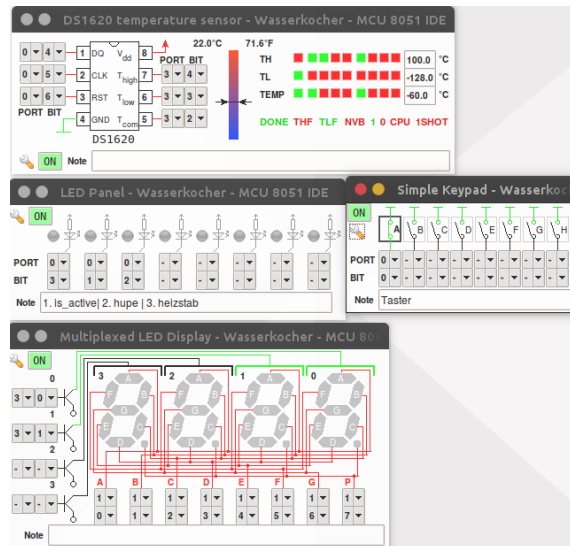 DS1620 temperature sensor - Wasserkocher - MCU 8051 IDE
22.0°C 71.6°F
0 4 1 DQ Vdd 8 PORT BIT TH 100.0 °C
0 5 2 CLK Thigh 7 3 4 TL -128.0 °C
0 6 3 RST Tlow 6 3 3 TEMP -60.0 °C
PORT BIT 4 GND Tcom 5 3 2 DONE THF TLF NVB 1 0 CPU 1SHOT
DS1620
ON Note
LED Panel - Wasserkocher - MCU 8051 IDE
ON
PORT 0 0 0 - - - - -
BIT 3 1 2 - - - - -
Note 1. is_active| 2. hupe | 3. heizstab
Simple Keypad - Wasserkoc
ON
A B C D E F G H
PORT 0 - - - - - - -
BIT 0 - - - - - - -
Note Taster
Multiplexed LED Display - Wasserkocher - MCU 80
ON
0 3 2 1 0
3 0
1
3 1
2
- -
3
- -
A A A A
F B F B F B F B
G G G G
E C E C E C E C
D D D D
A B C D E F G P
1 1 1 1 1 1 1 1
0 1 2 3 4 5 6 7
Note